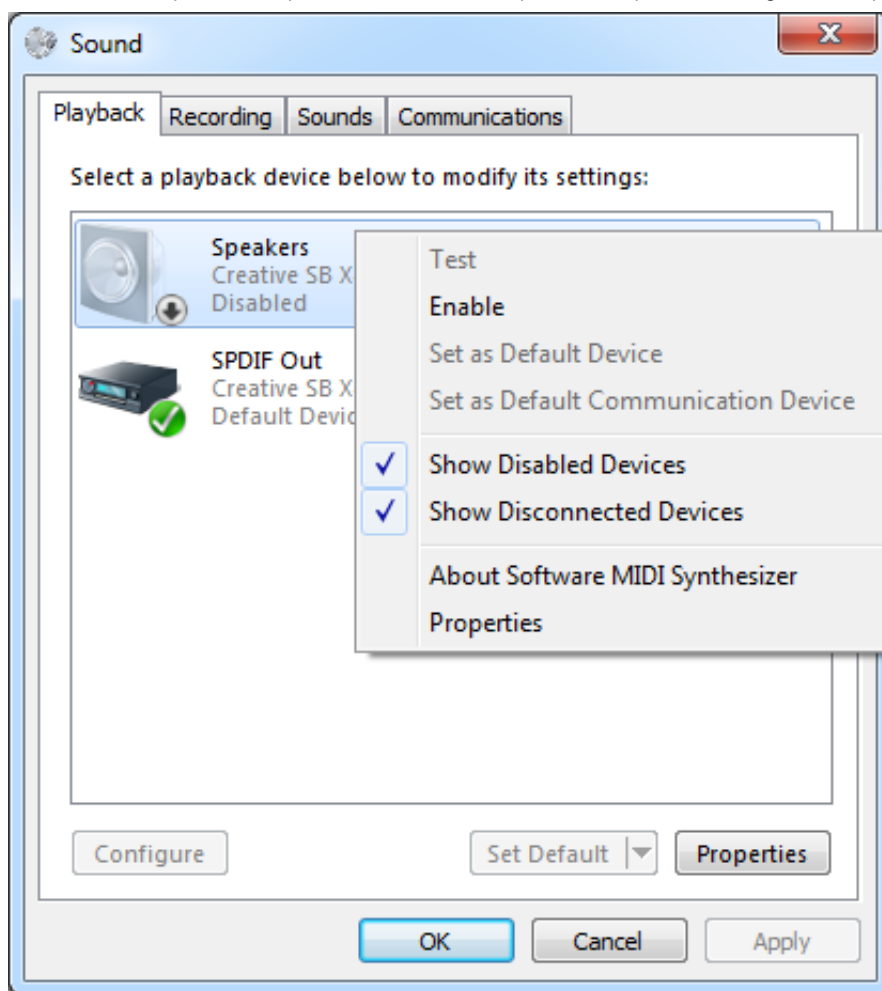 Sound
Playback Recording Sounds Communications
Select a playback device below to modify its settings:
Speakers
Creative SB X
Disabled
SPDIF Out
Creative SB X
Default Devic
Test
Enable
Set as Default Device
Set as Default Communication Device
Show Disabled Devices
Show Disconnected Devices
About Software MIDI Synthesizer
Properties
Configure Set Default Properties
OK Cancel Apply